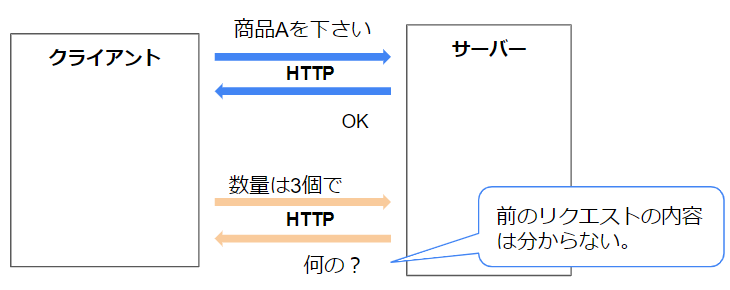 商品Aを下さい
クライアント
サーバー
HTTP
OK
数量は3個で
HTTP
何の？
前のリクエストの内容
は分からない。